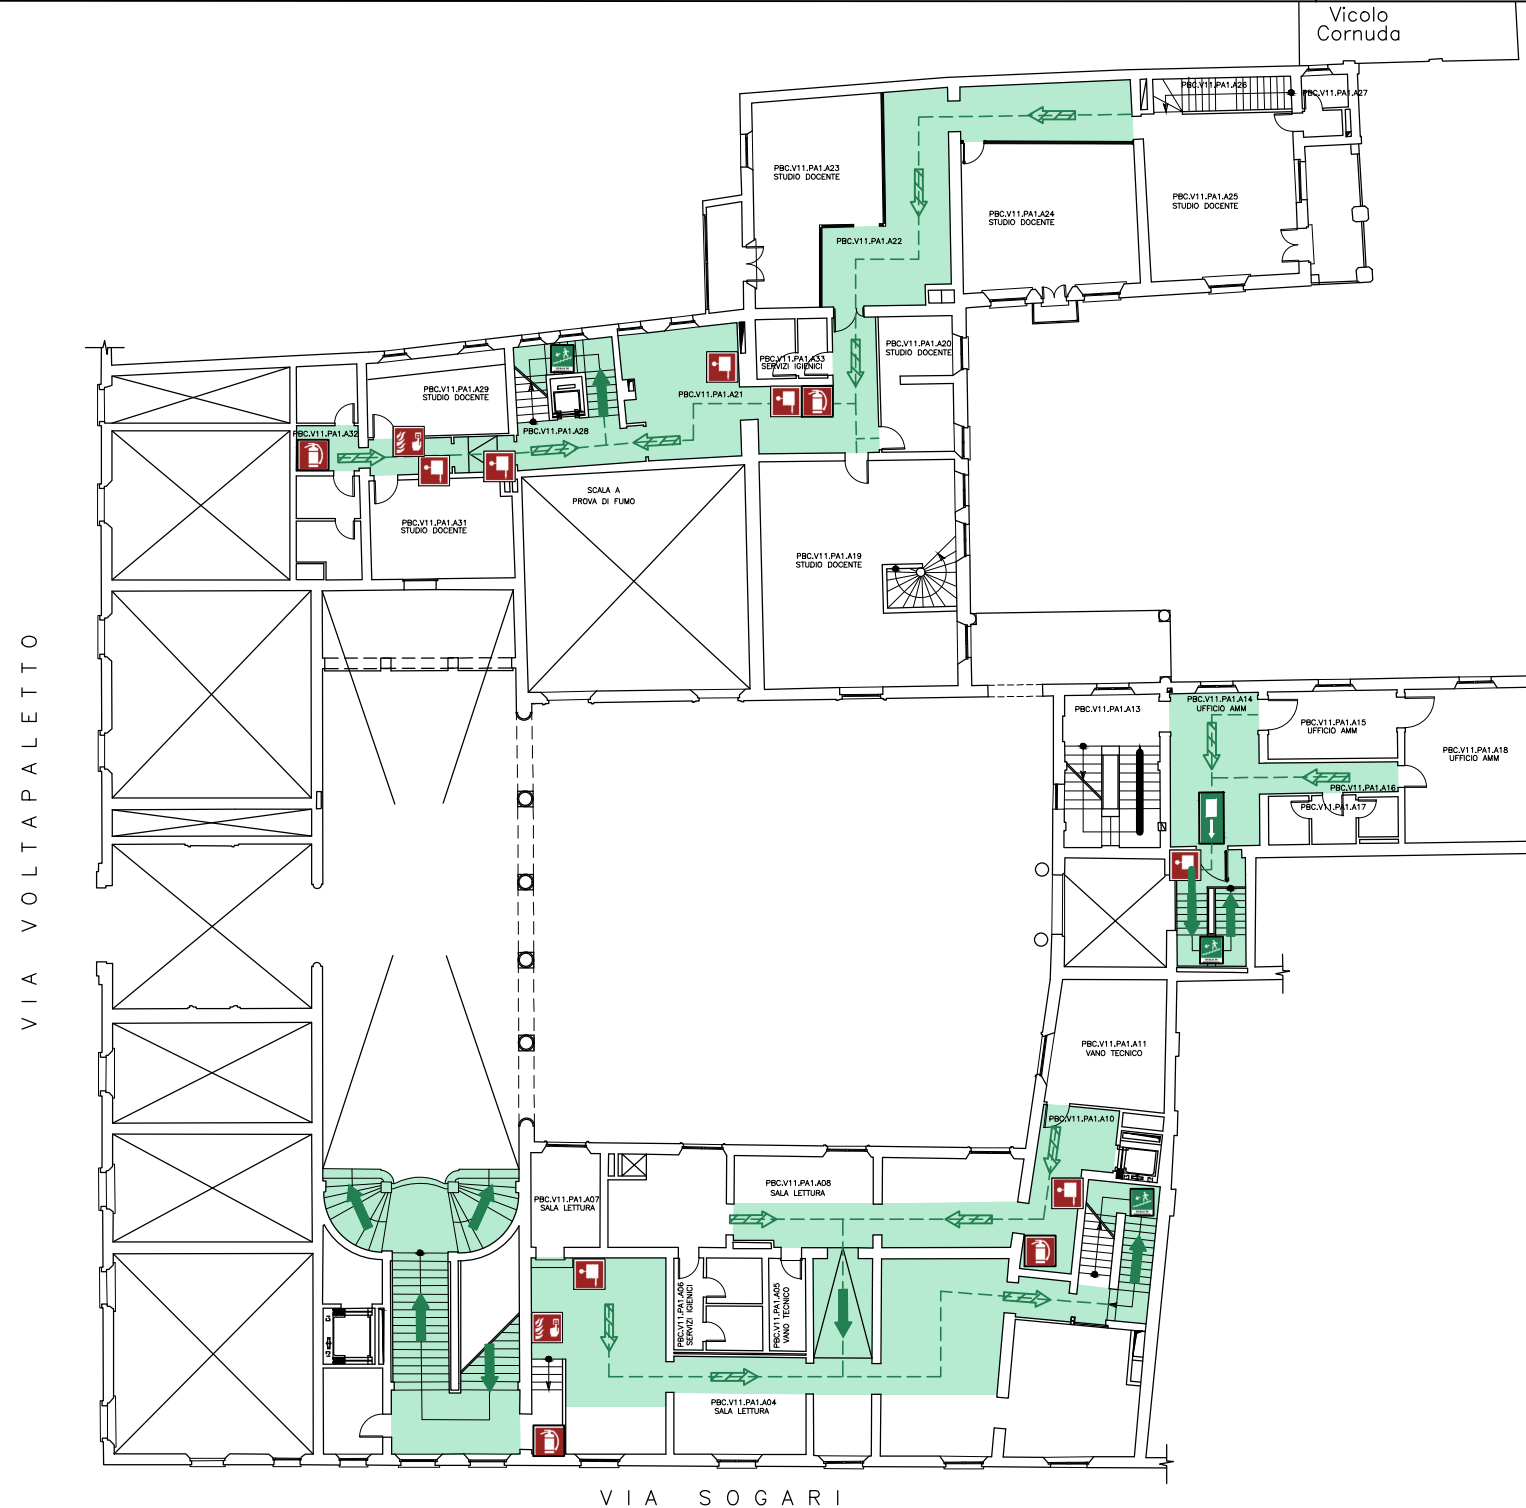 Vicolo
Cornuda
PBC.V11.PA1.A26
PBC.V11.PA1.A27
PBC.V11.PA1.A23
STUDIO DOCENTE
PBC.V11.PA1.A25
STUDIO DOCENTE
PBC.V11.PA1.A24
STUDIO DOCENTE
PBC.V11.PA1.A22
PBC.V11.PA1.A20
STUDIO DOCENTE
PBC.V11.PA1.A33
SERVIZI IGIENICI
PBC.V11.PA1.A29
STUDIO DOCENTE
PBC.V11.PA1.A21
PBC.V11.PA1.A32
PBC.V11.PA1.A28
SCALA A
PROVA DI FUMO
PBC.V11.PA1.A31
STUDIO DOCENTE
PBC.V11.PA1.A19
STUDIO DOCENTE
VIA VOLTAPALETTO
PBC.V11.PA1.A13
PBC.V11.PA1.A14
UFFICIO AMM
PBC.V11.PA1.A15
UFFICIO AMM
PBC.V11.PA1.A18
UFFICIO AMM
PBC.V11.PA1.A16
PBC.V11.PA1.A17
PBC.V11.PA1.A11
VANO TECNICO
PBC.V11.PA1.A10
PBC.V11.PA1.A07
SALA LETTURA
PBC.V11.PA1.A08
SALA LETTURA
PBC.V11.PA1.A06
SERVIZI IGIENICI
PBC.V11.PA1.A05
VANO TECNICO
PBC.V11.PA1.A04
SALA LETTURA
VIA SOGARI